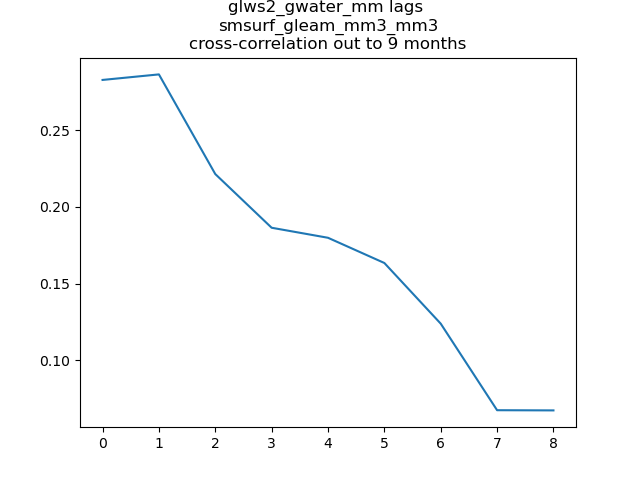 glws2_gwater_mm lags
smsurf_gleam_mm3_mm3
cross-correlation out to 9 months
0.25
0.20
0.15
0.10
0 1 2 3 4 5 6 7 8